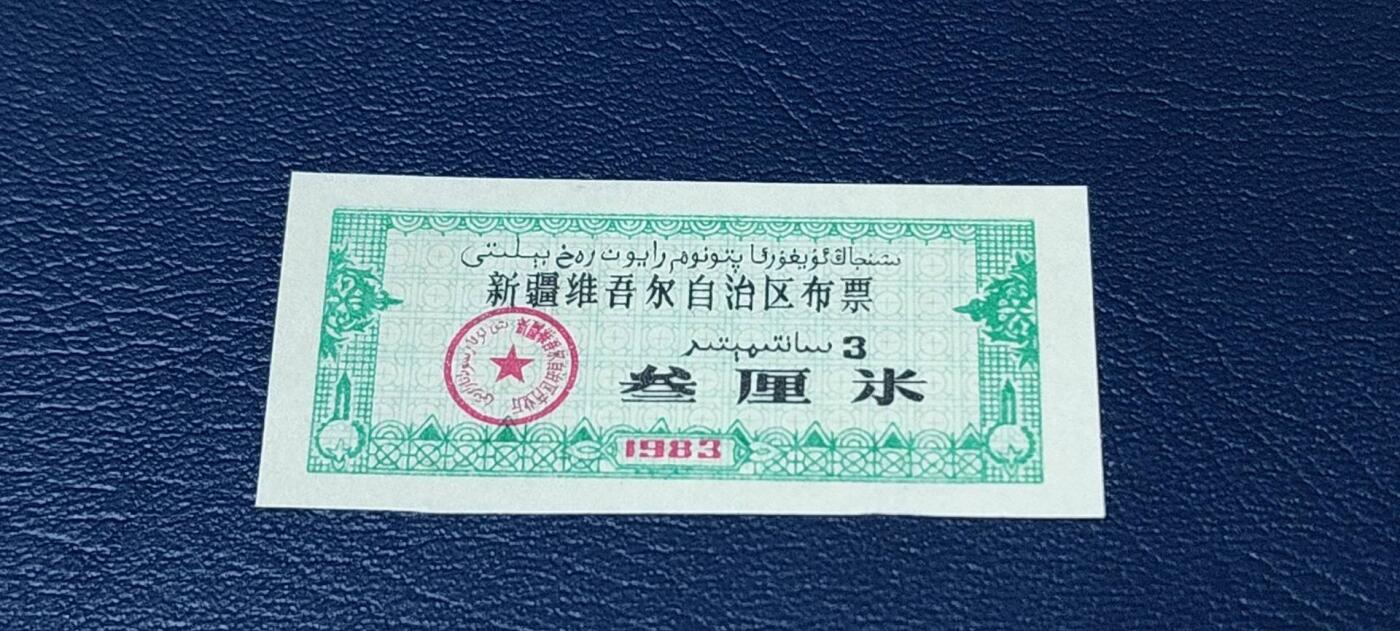 شىنجاڭ ئۇيغۇر ئاپتونوم رايون رەخ بېلىتى
新疆维吾尔自治区布票
3 سانتىمېتىر
叁厘米
1983